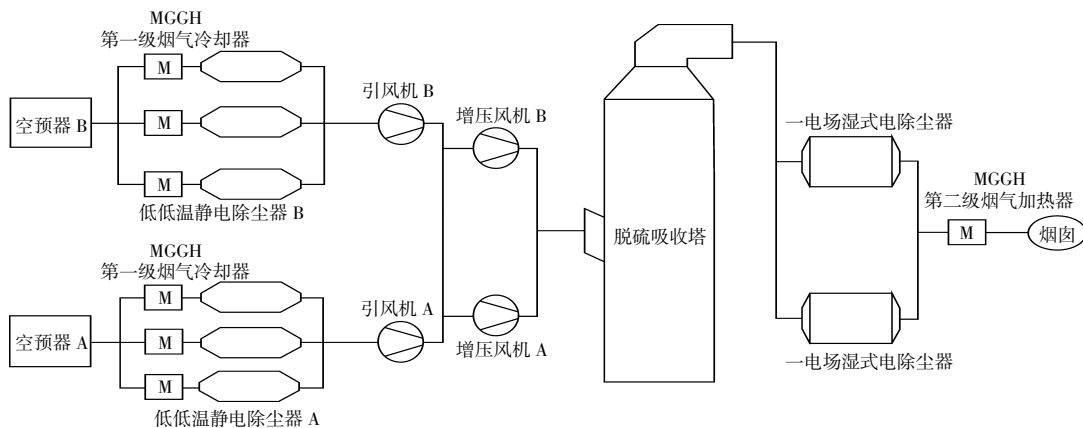 MGGH
第一级烟气冷却器
M
空预器 B
M
M
低低温静电除尘器 B
引风机 B
增压风机 B
MGGH
第一级烟气冷却器
M
空预器 A
M
M
低低温静电除尘器 A
引风机 A
增压风机 A
脱硫吸收塔
一电场湿式电除尘器
一电场湿式电除尘器
MGGH
第二级烟气加热器
M
烟囱